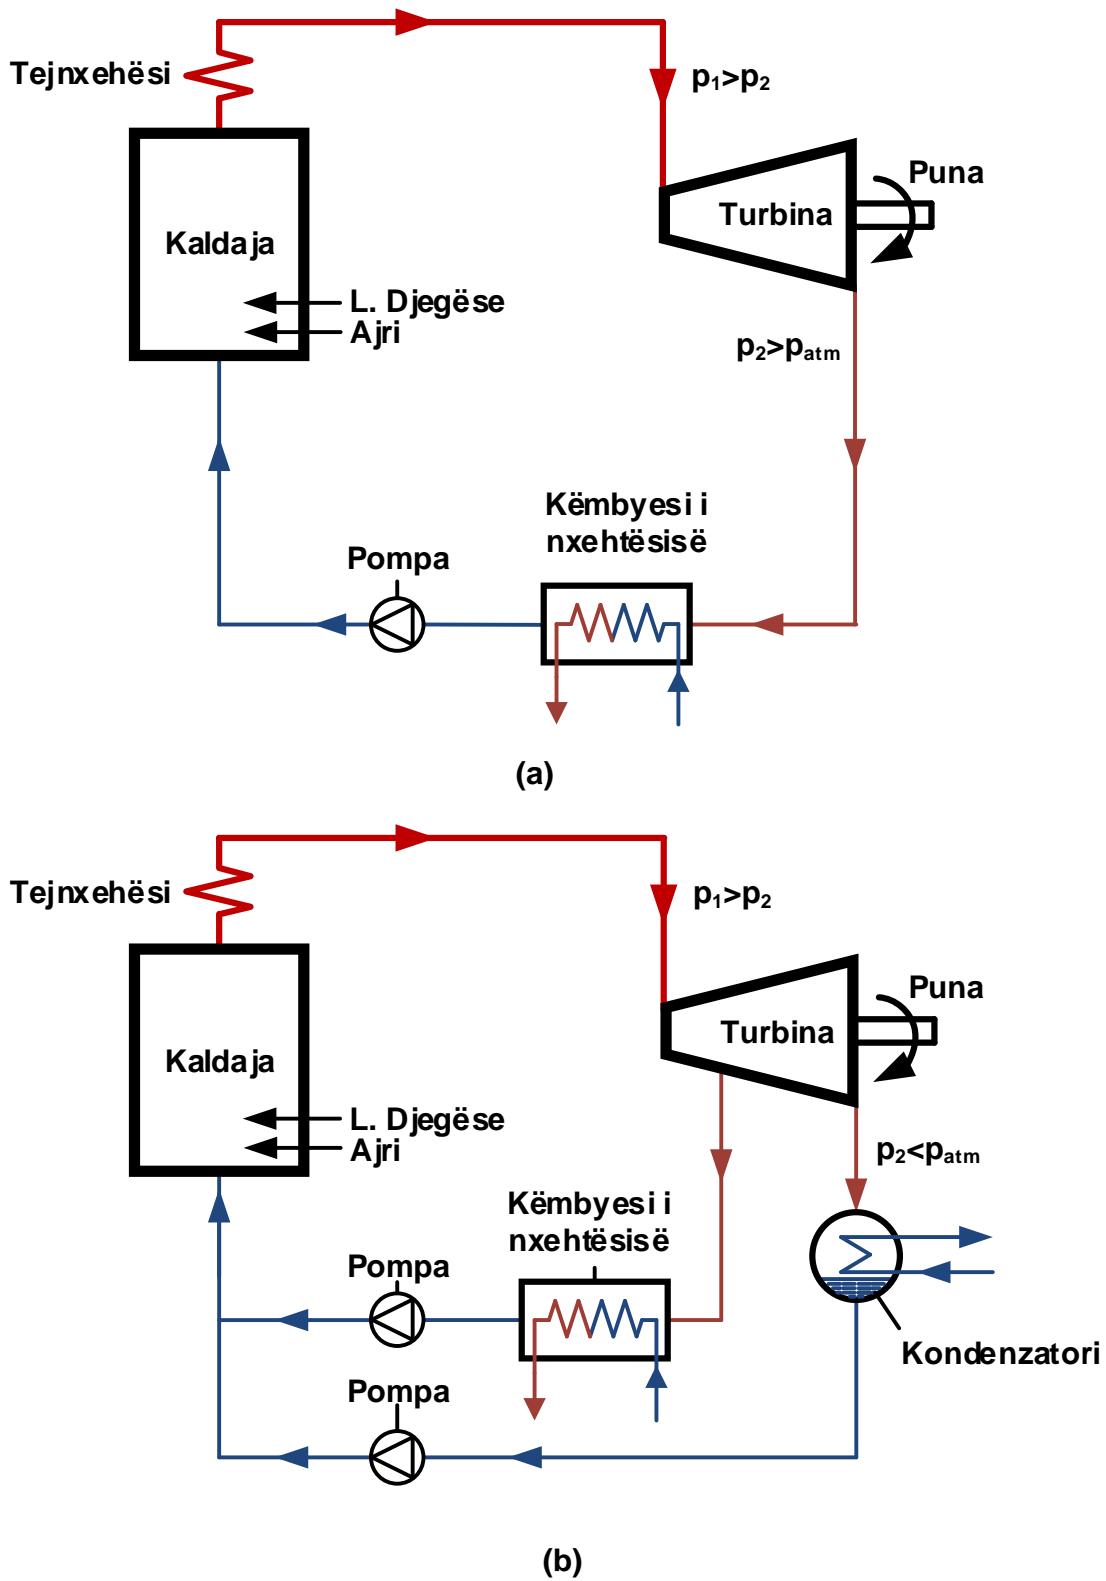 Tejnxehësi
p₁>p₂
Puna
Turbina
Kaldaja
L. Djegëse
Ajri
p₂>pₐₜₘ
Këmbyesi i
nxehtësisë
Pompa
(a)
Tejnxehësi
p₁>p₂
Puna
Turbina
Kaldaja
L. Djegëse
Ajri
p₂<pₐₜₘ
Këmbyesi i
nxehtësisë
Pompa
Kondenzatori
Pompa
(b)